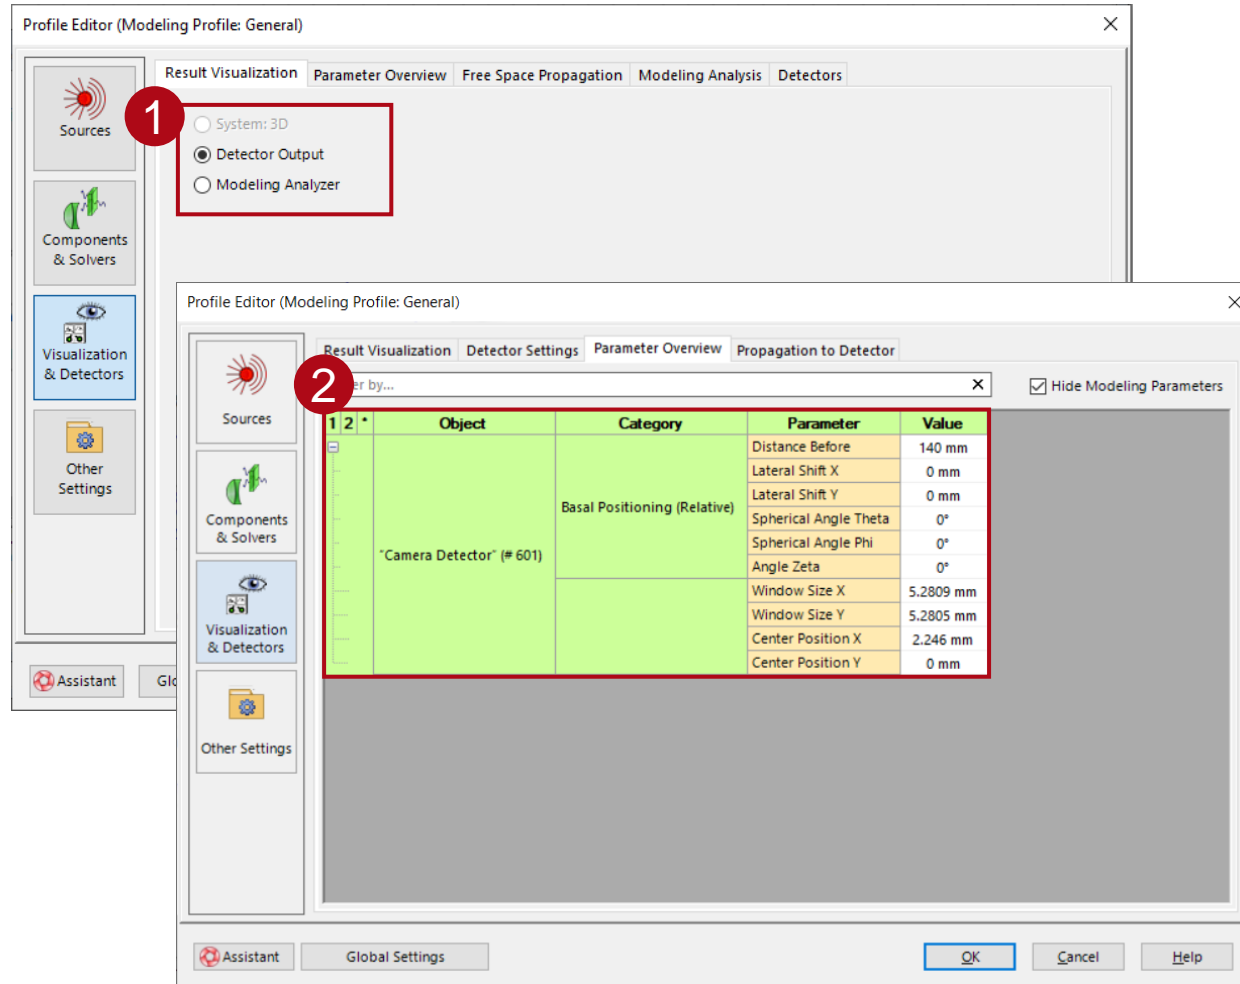 Profile Editor (Modeling Profile: General)
Result Visualization Parameter Overview Free Space Propagation Modeling Analysis Detectors
Sources
1
System: 3D
Detector Output
Modeling Analyzer
Components
& Solvers
Visualization
& Detectors
Other
Settings
Assistant
Profile Editor (Modeling Profile: General)
Result Visualization Detector Settings Parameter Overview Propagation to Detector
Sources
2
by...
Hide Modeling Parameters
1 2 * Object Category Parameter Value
"Camera Detector" (# 601)
Basal Positioning (Relative)
Distance Before 140 mm
Lateral Shift X 0 mm
Lateral Shift Y 0 mm
Spherical Angle Theta 0°
Spherical Angle Phi 0°
Angle Zeta 0°
Window Size X 5.2809 mm
Window Size Y 5.2805 mm
Center Position X 2.246 mm
Center Position Y 0 mm
Components
& Solvers
Visualization
& Detectors
Other Settings
Assistant Global Settings OK Cancel Help